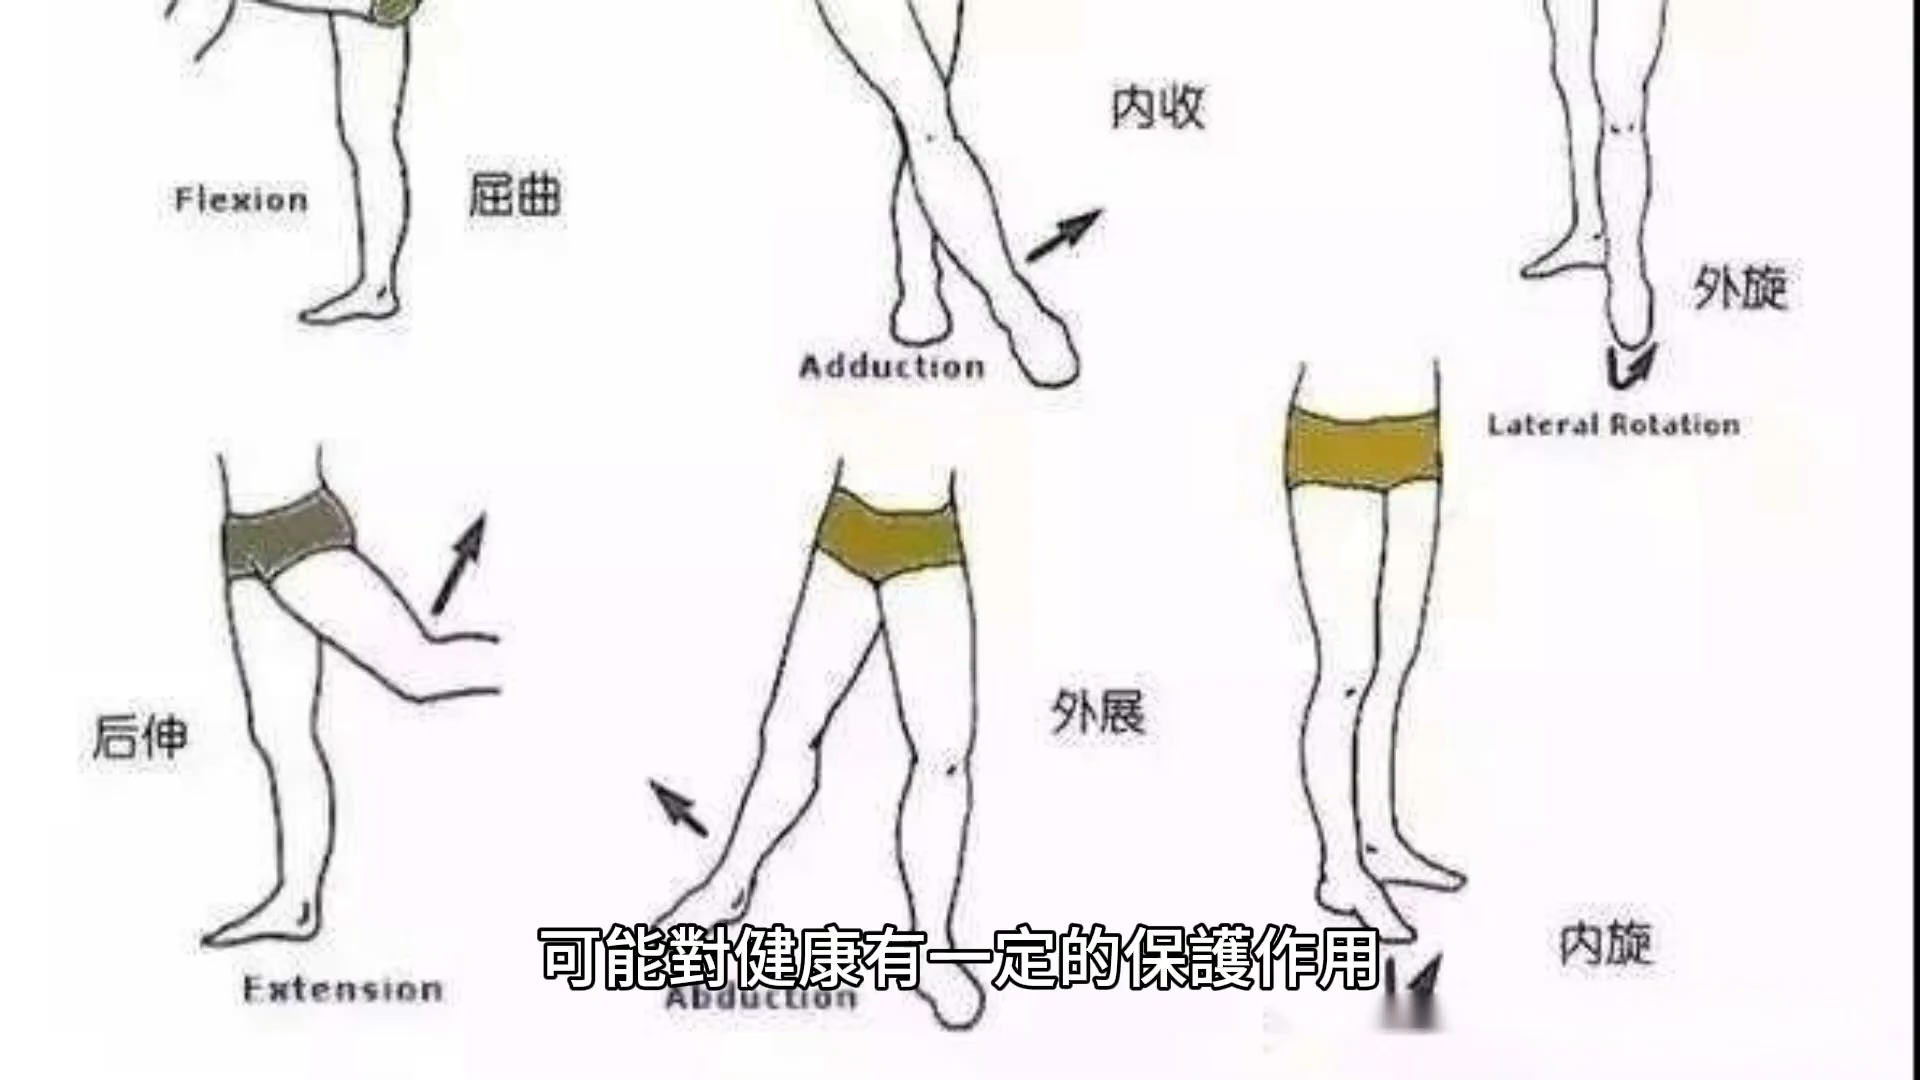 内收
Flexion
屈曲
外旋
Adduction
Lateral Rotation
后伸
外展
内旋
Extension
Abduction
可能對健康有一定的保護作用